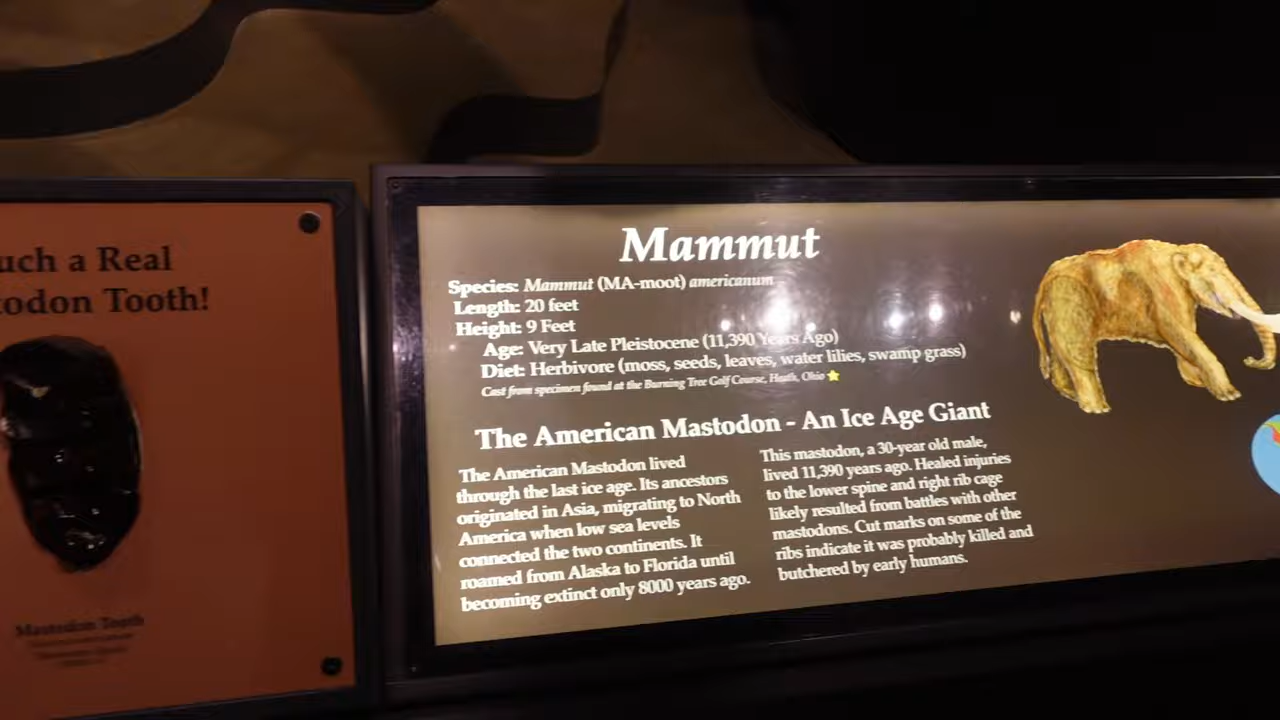 uch a Real
todon Tooth!
Mastodon Tooth
Mammut
Species: Mammut (MA-moot) americanum
Length: 20 feet
Height: 9 Feet
Age: Very Late Pleistocene (11,390 Years Ago)
Diet: Herbivore (moss, seeds, leaves, water lilies, swamp grass)
Cast from specimen found at the Burning Tree Golf Course, Heath, Ohio
The American Mastodon - An Ice Age Giant
The American Mastodon lived
through the last ice age. Its ancestors
originated in Asia, migrating to North
America when low sea levels
connected the two continents. It
roamed from Alaska to Florida until
becoming extinct only 8000 years ago.
This mastodon, a 30-year old male,
lived 11,390 years ago. Healed injuries
to the lower spine and right rib cage
likely resulted from battles with other
mastodons. Cut marks on some of the
ribs indicate it was probably killed and
butchered by early humans.